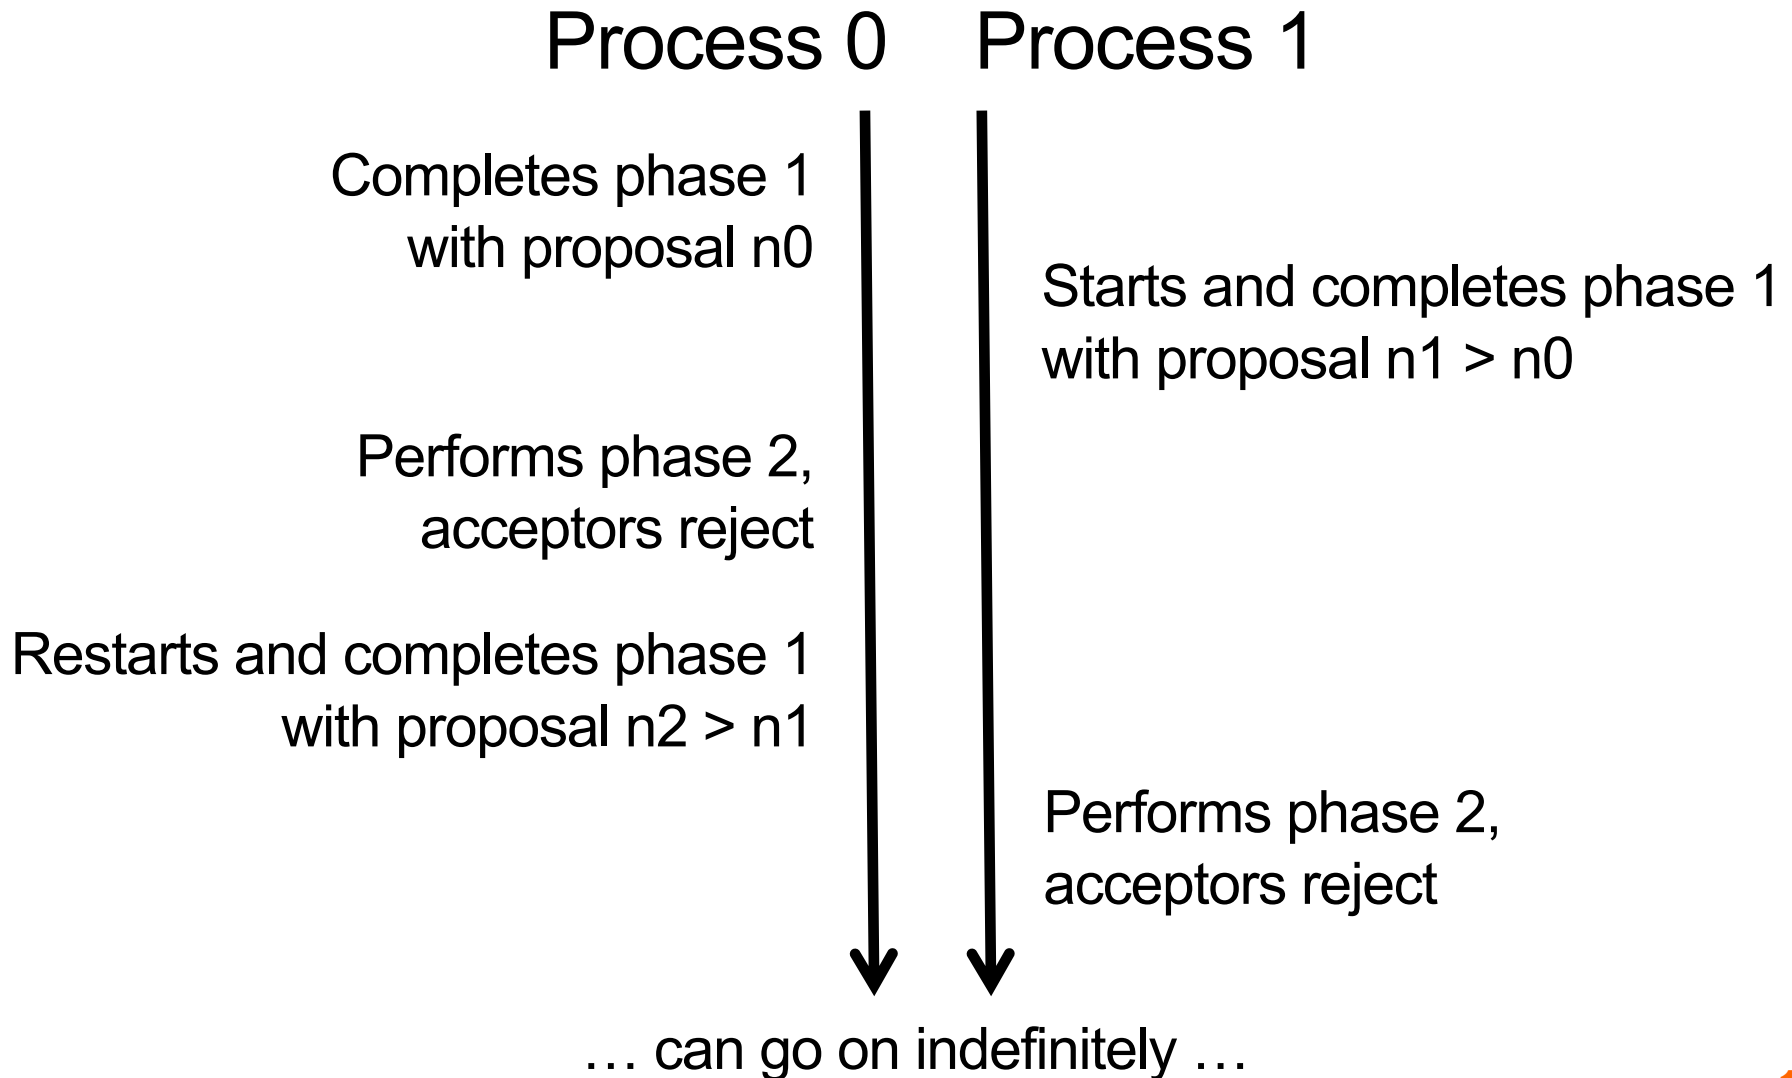 Process 0
Process 1
Completes phase 1
with proposal n0
Starts and completes phase 1
with proposal n1 > n0
Performs phase 2,
acceptors reject
Restarts and completes phase 1
with proposal n2 > n1
Performs phase 2,
acceptors reject
… can go on indefinitely …